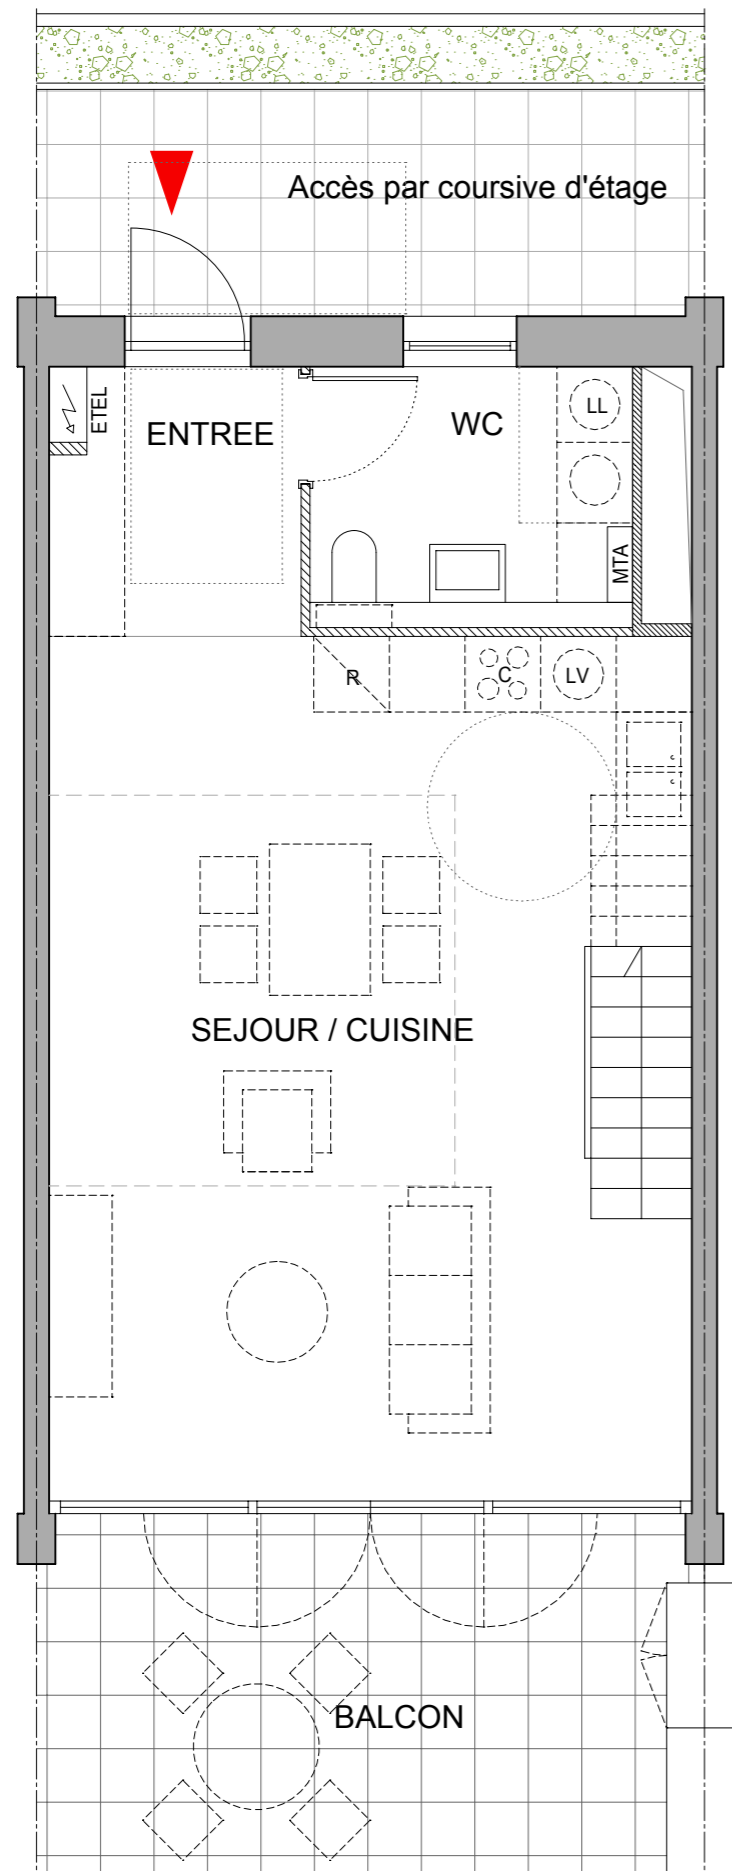 Accès par coursive d'étage
ETEL
ENTREE
WC
LL
MTA
R
C
LV
SEJOUR / CUISINE
BALCON